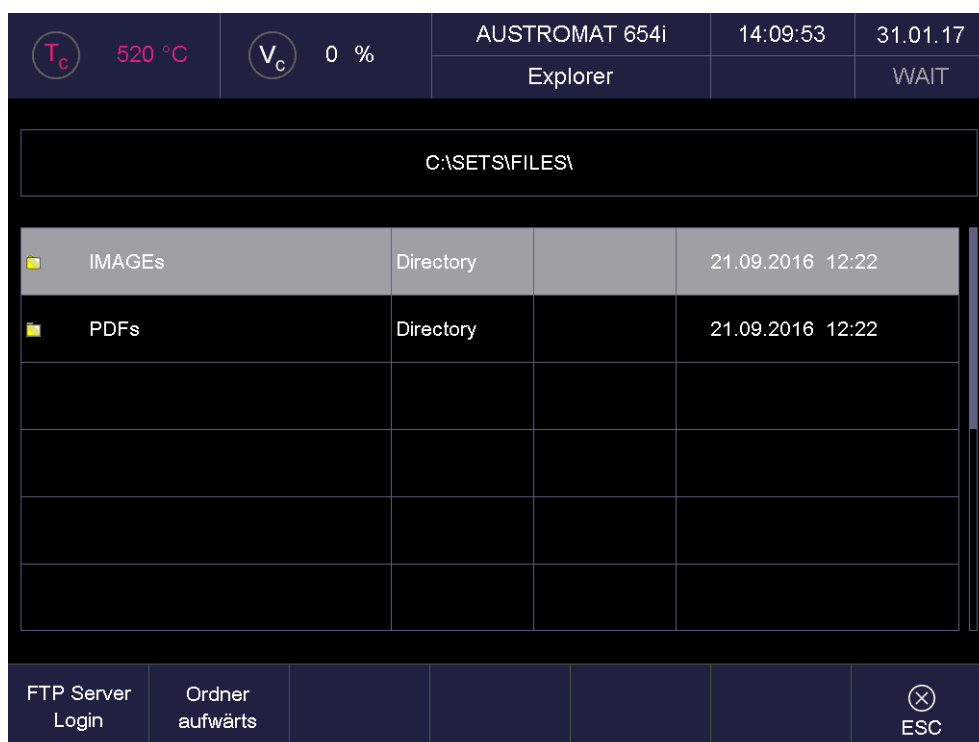 Tc 520 °C Vc 0 % AUSTROMAT 654i 14:09:53 31.01.17
Explorer WAIT
C:\SETS\FILES\
IMAGEs Directory 21.09.2016 12:22
PDFs Directory 21.09.2016 12:22
FTP Server Login
Ordner aufwärts
ESC